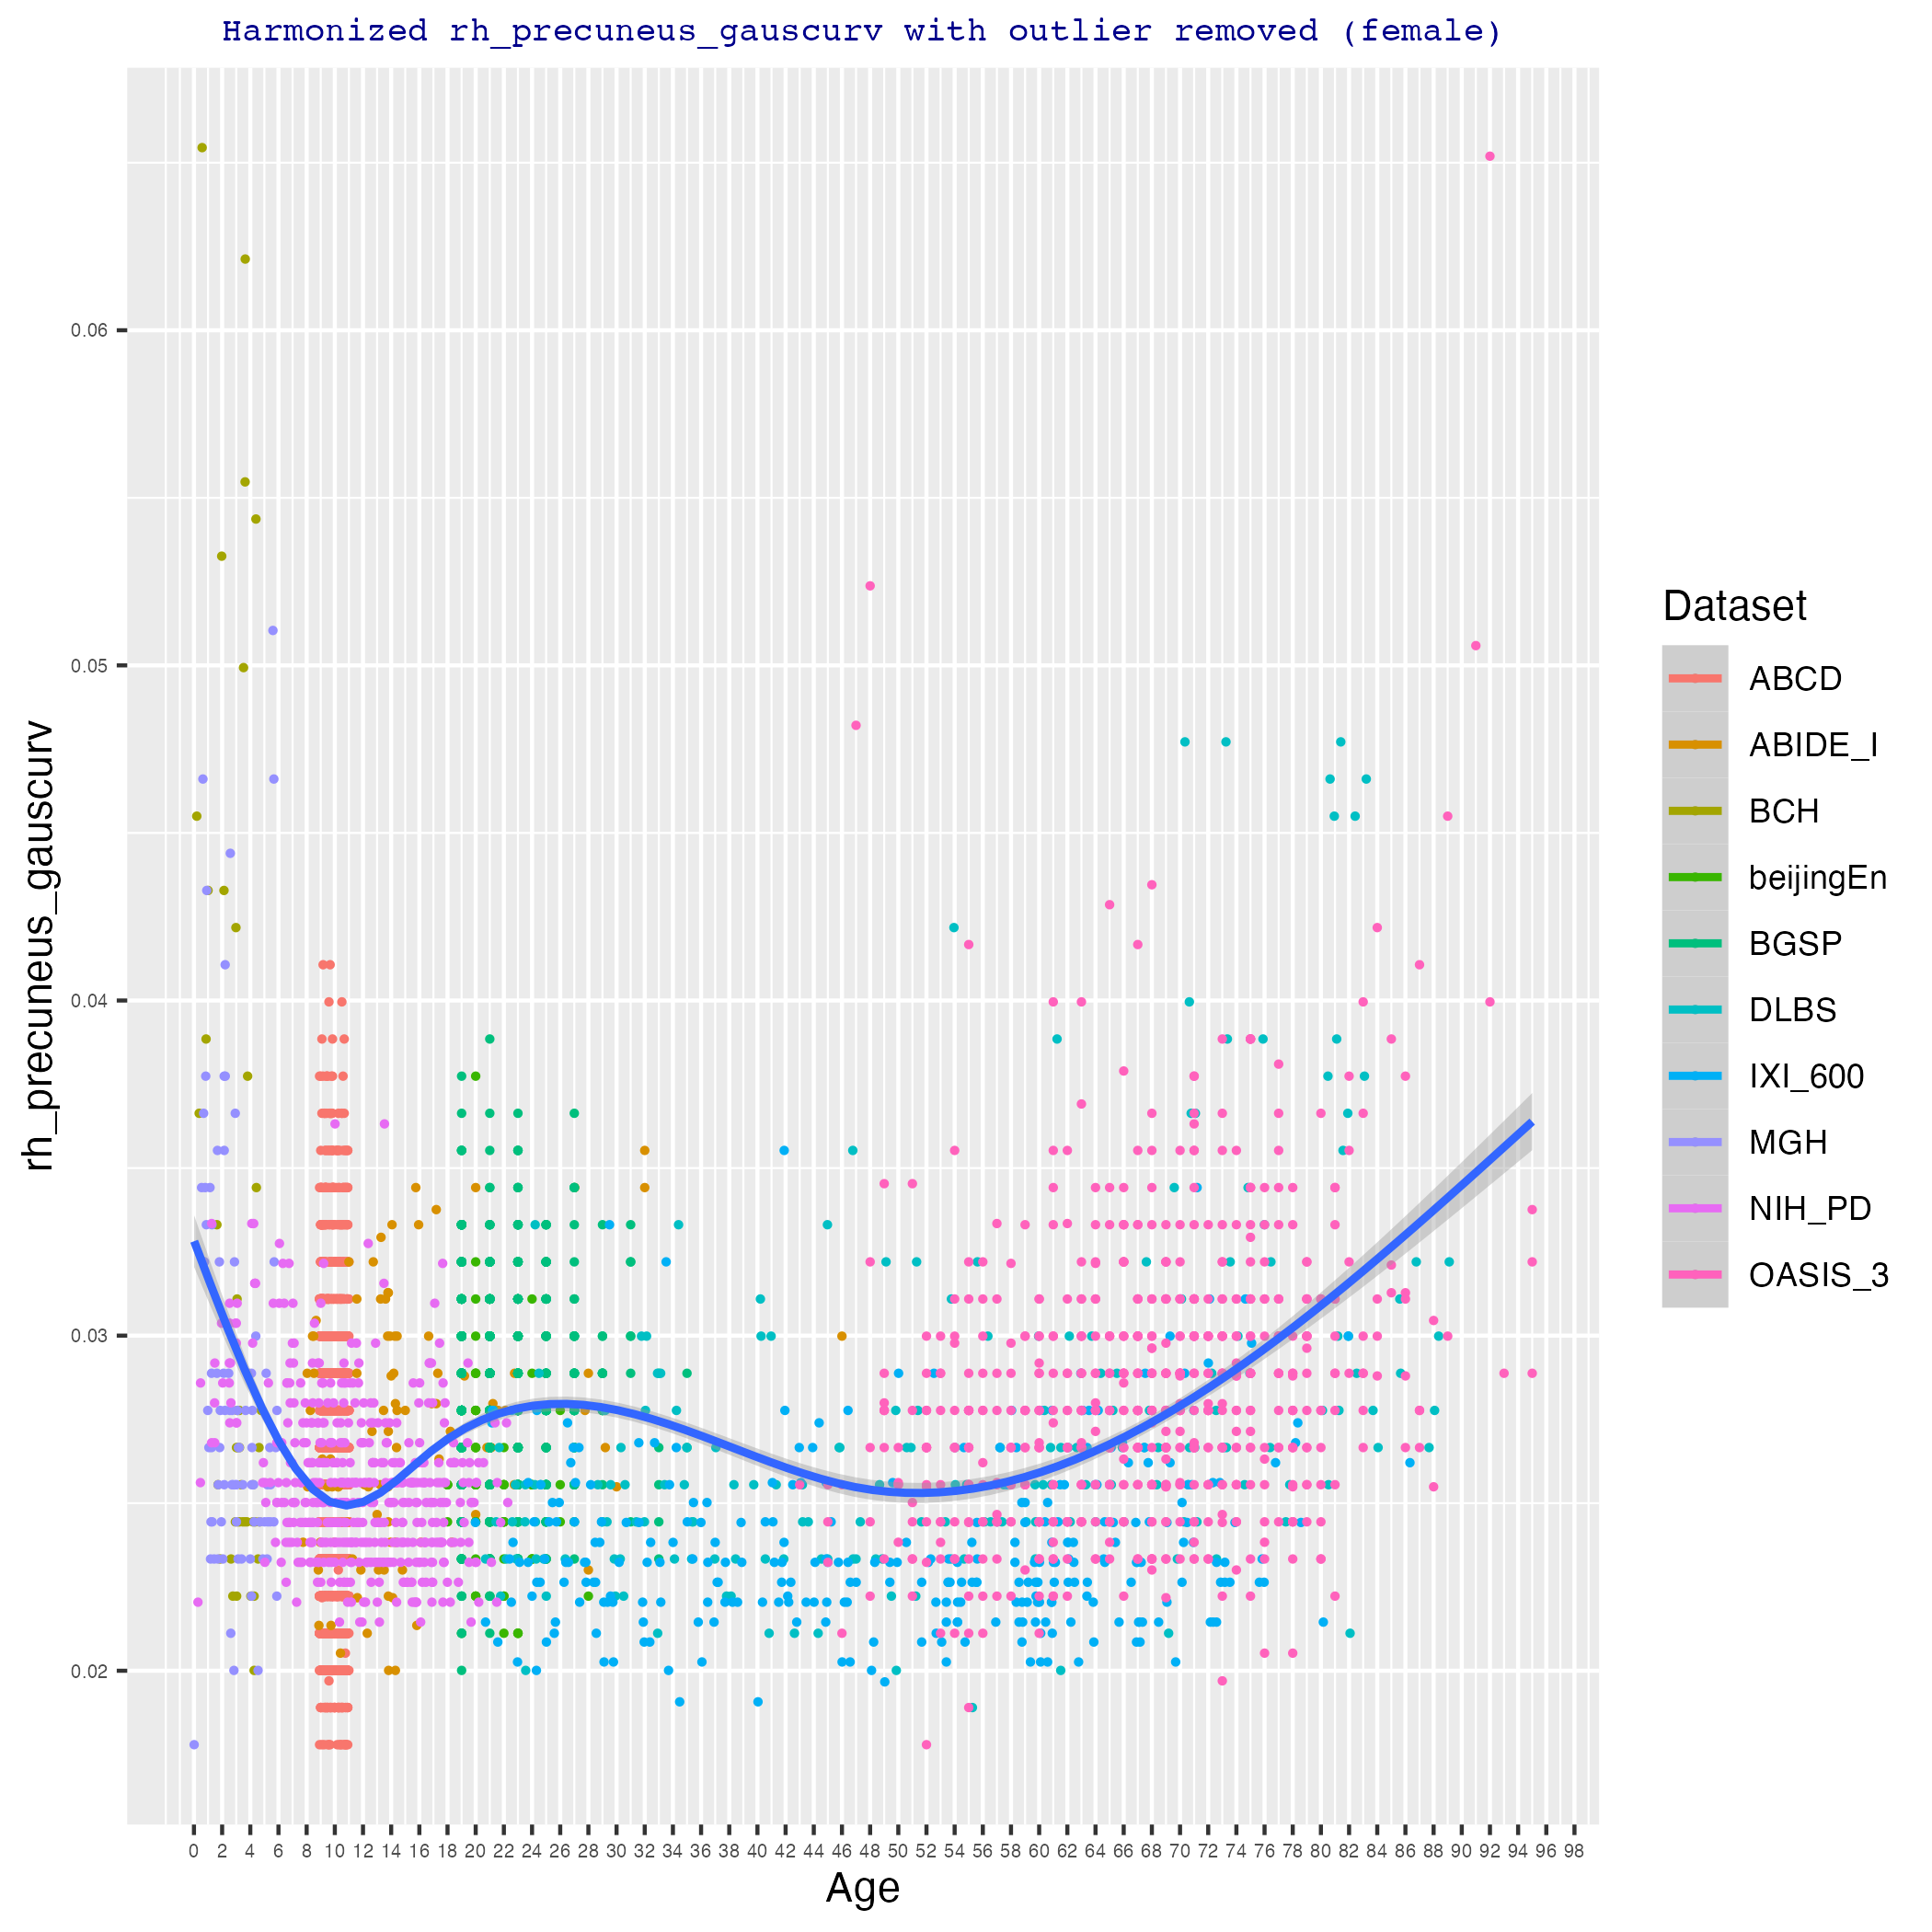 Harmonized rh_precuneus_gauscurv with outlier removed (female)
rh_precuneus_gauscurv
0.06
0.05
0.04
0.03
0.02
0 2 4 6 8 10 12 14 16 18 20 22 24 26 28 30 32 34 36 38 40 42 44 46 48 50 52 54 56 58 60 62 64 66 68 70 72 74 76 78 80 82 84 86 88 90 92 94 96 98
Age
Dataset
ABCD
ABIDE_I
BCH
beijingEn
BGSP
DLBS
IXI_600
MGH
NIH_PD
OASIS_3